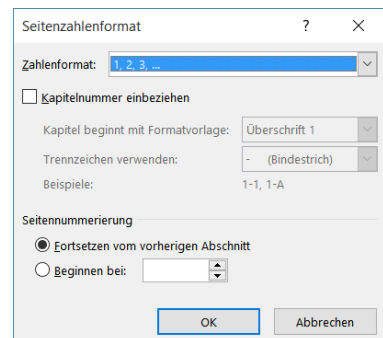 Seitenzahlenformat ? ×
Zahlenformat: 1, 2, 3, ...
Kapitelnummer einbeziehen
Kapitel beginnt mit Formatvorlage: Überschrift 1
Trennzeichen verwenden: - (Bindestrich)
Beispiele: 1-1, 1-A
Seitennummerierung
Fortsetzen vom vorherigen Abschnitt
Beginnen bei:
OK Abbrechen